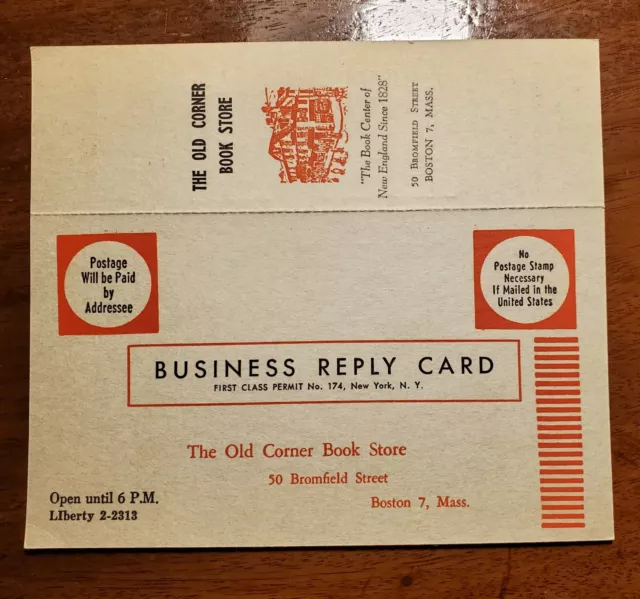 THE OLD CORNER
BOOK STORE
"The Book Center of
New England Since 1828"
50 BROMFIELD STREET
BOSTON 7, MASS.
Postage
Will be Paid
by
Addressee
No
Postage Stamp
Necessary
If Mailed in the
United States
BUSINESS REPLY CARD
FIRST CLASS PERMIT No. 174, New York, N. Y.
The Old Corner Book Store
50 Bromfield Street
Boston 7, Mass.
Open until 6 P.M.
LIberty 2-2313